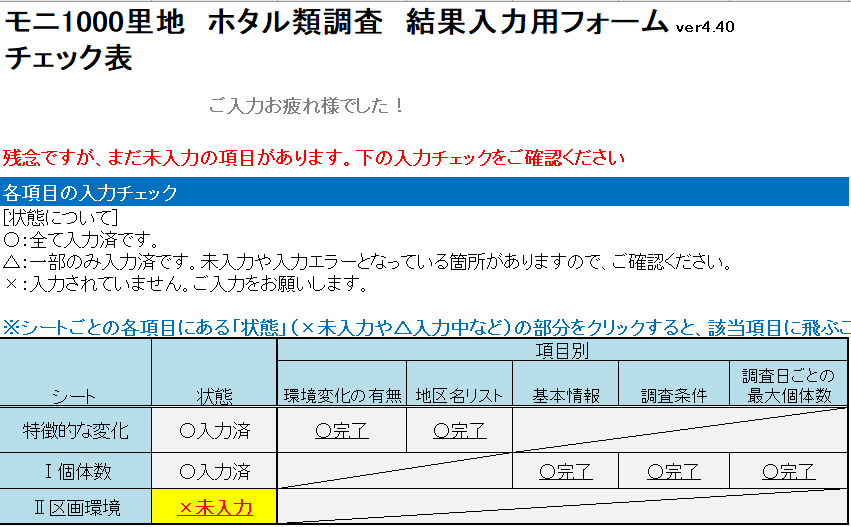 モニ1000里地　ホタル類調査　結果入力用フォーム ver4.40
チェック表
ご入力お疲れ様でした！
残念ですが、まだ未入力の項目があります。下の入力チェックをご確認ください
各項目の入力チェック
[状態について]
○：全て入力済です。
△：一部のみ入力済です。未入力や入力エラーとなっている箇所がありますので、ご確認ください。
×：入力されていません。ご入力をお願いします。
※シートごとの各項目にある「状態」（×未入力や△入力中など）の部分をクリックすると、該当項目に飛ぶこ
項目別
シート 状態 環境変化の有無 地区名リスト 基本情報 調査条件 調査日ごとの
最大個体数
特徴的な変化 ○入力済 ○完了 ○完了
Ⅰ個体数 ○入力済 ○完了 ○完了 ○完了
Ⅱ区画環境 ×未入力